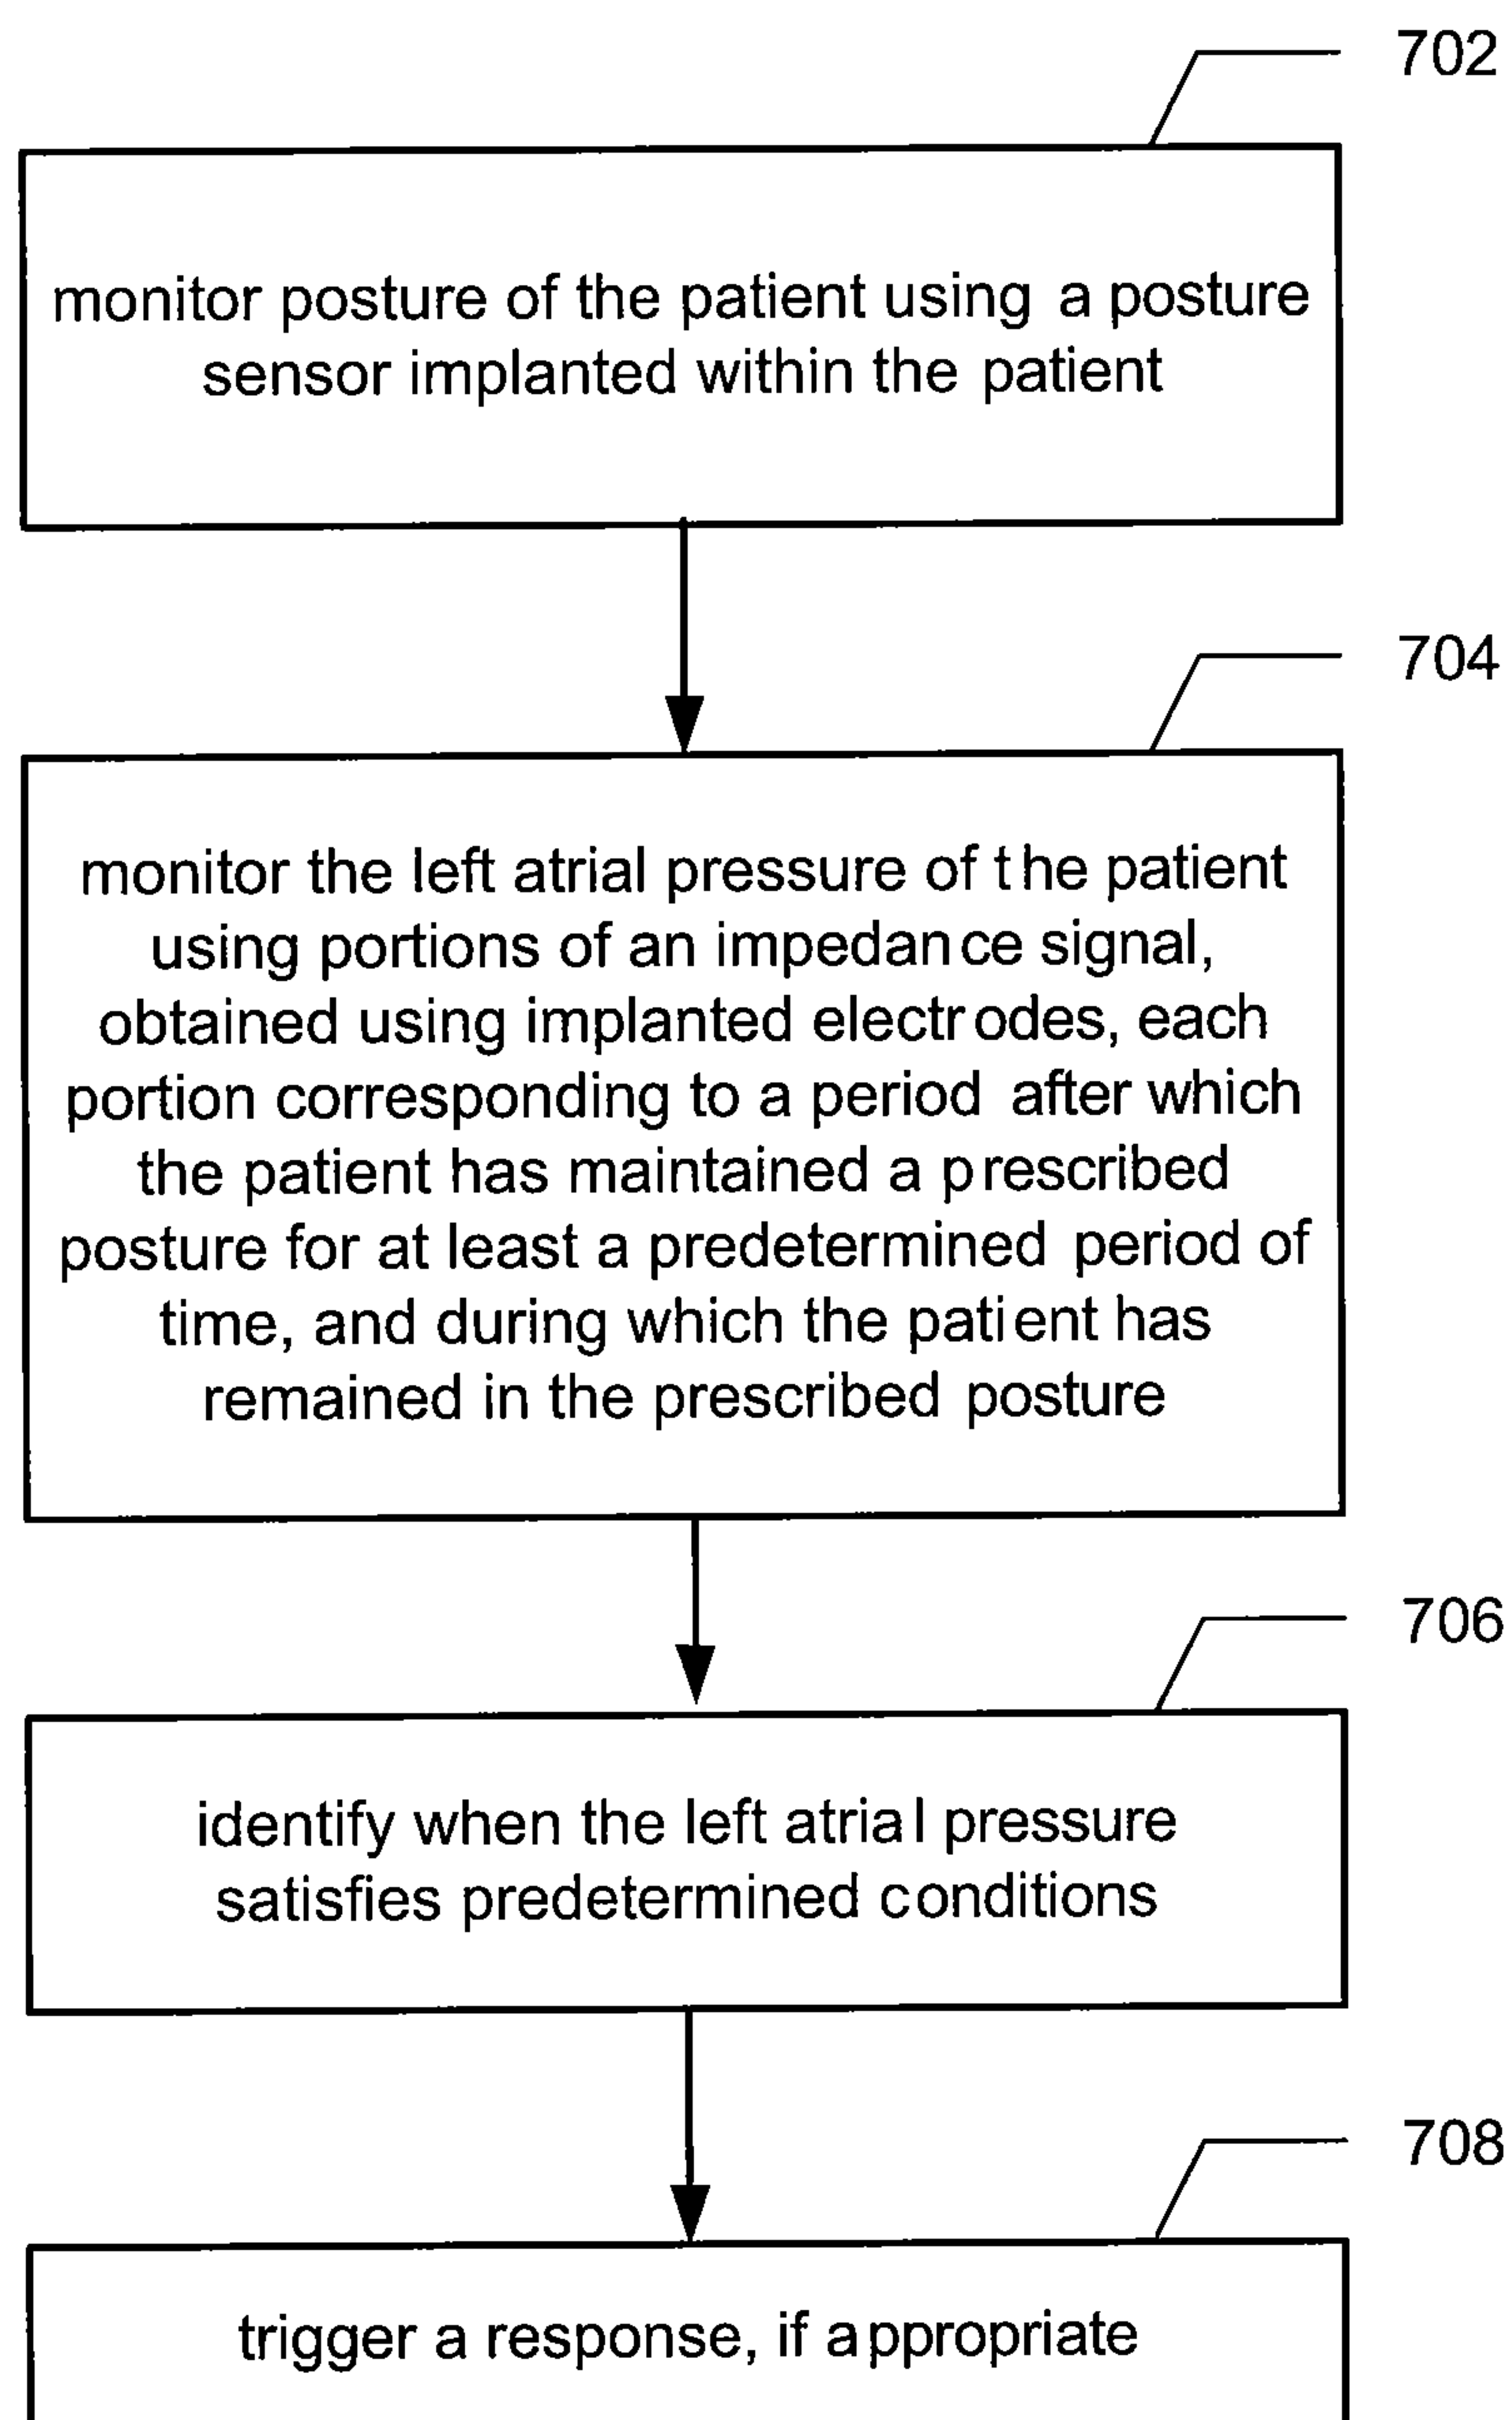 702
monitor posture of the patient using a posture
sensor implanted within the patient
704
monitor the left atrial pressure of the patient
using portions of an impedance signal,
obtained using implanted electrodes, each
portion corresponding to a period after which
the patient has maintained a prescribed
posture for at least a predetermined period of
time, and during which the patient has
remained in the prescribed posture
706
identify when the left atrial pressure
satisfies predetermined conditions
708
trigger a response, if appropriate